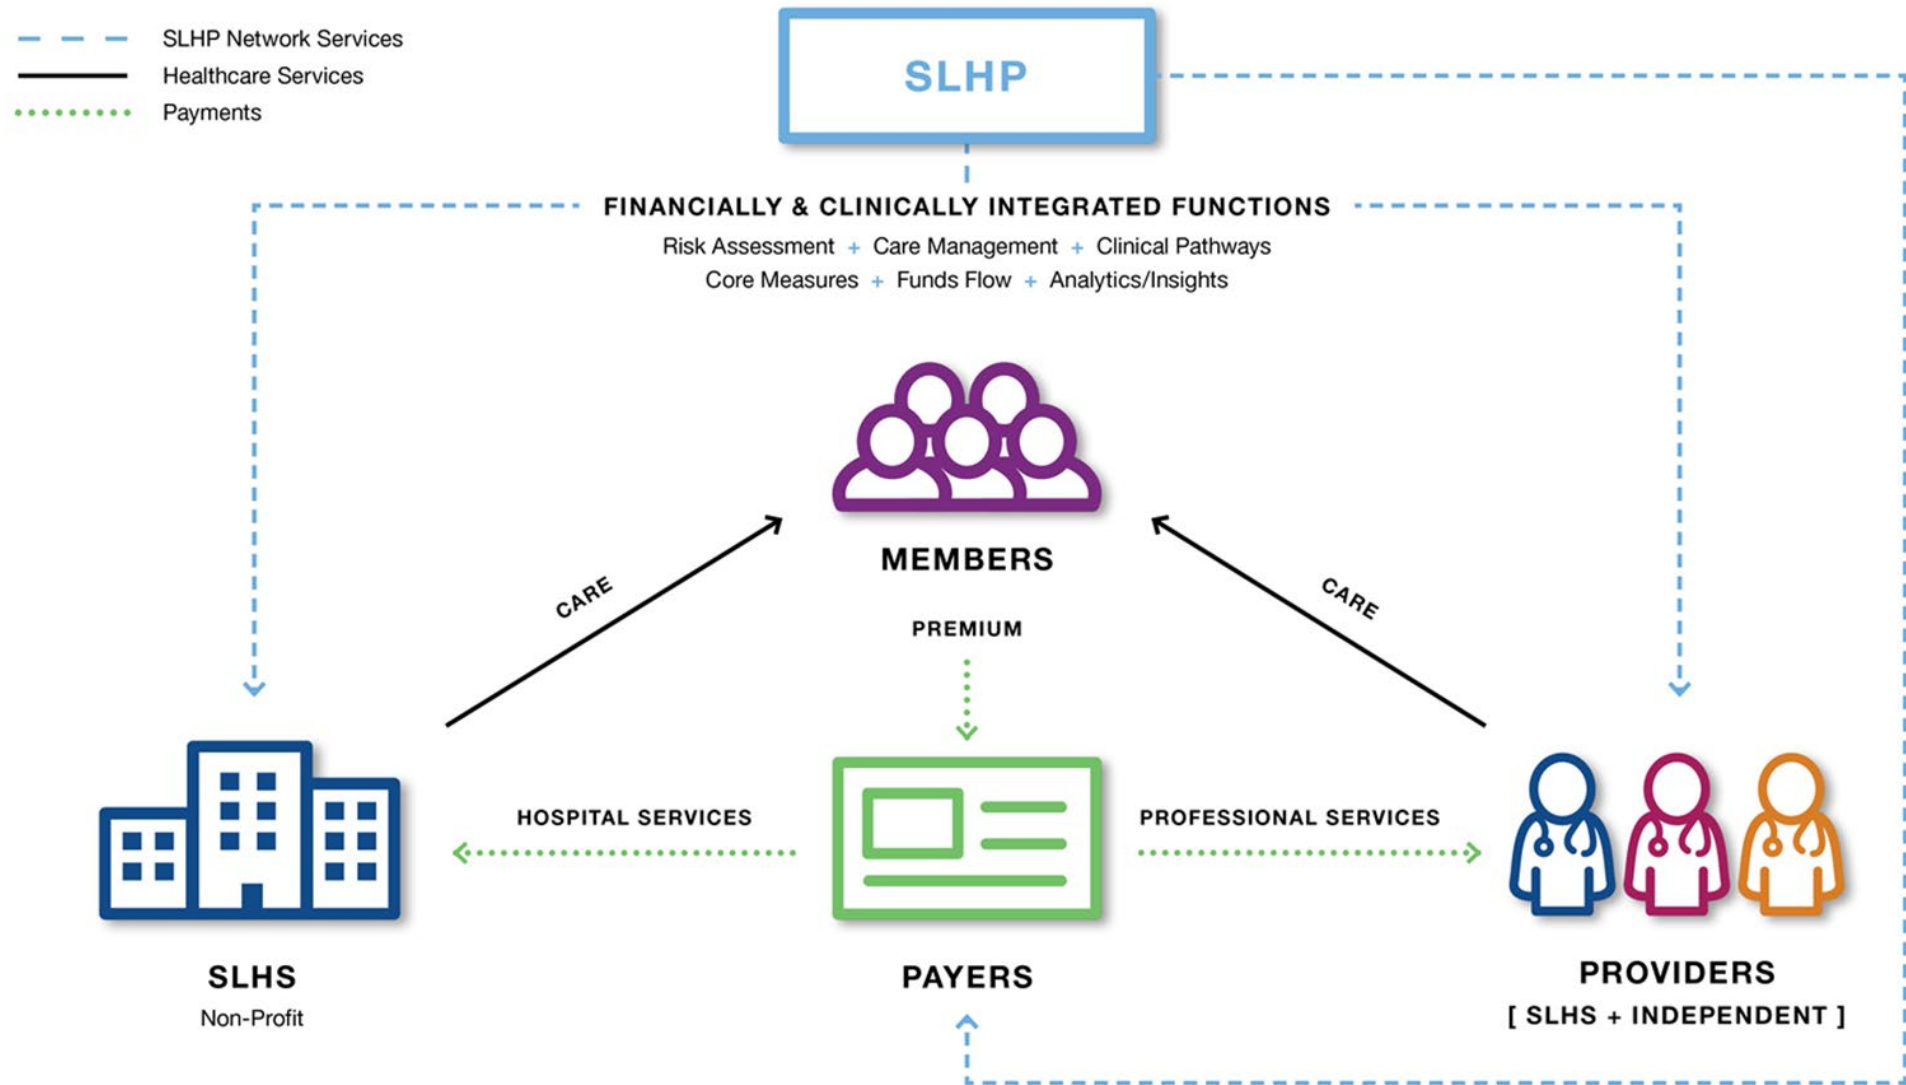 SLHP Network Services
Healthcare Services
Payments
SLHP
FINANCIALLY & CLINICALLY INTEGRATED FUNCTIONS
Risk Assessment + Care Management + Clinical Pathways
Core Measures + Funds Flow + Analytics/Insights
MEMBERS
CARE
CARE
PREMIUM
HOSPITAL SERVICES
PROFESSIONAL SERVICES
SLHS
Non-Profit
PAYERS
PROVIDERS
[ SLHS + INDEPENDENT ]